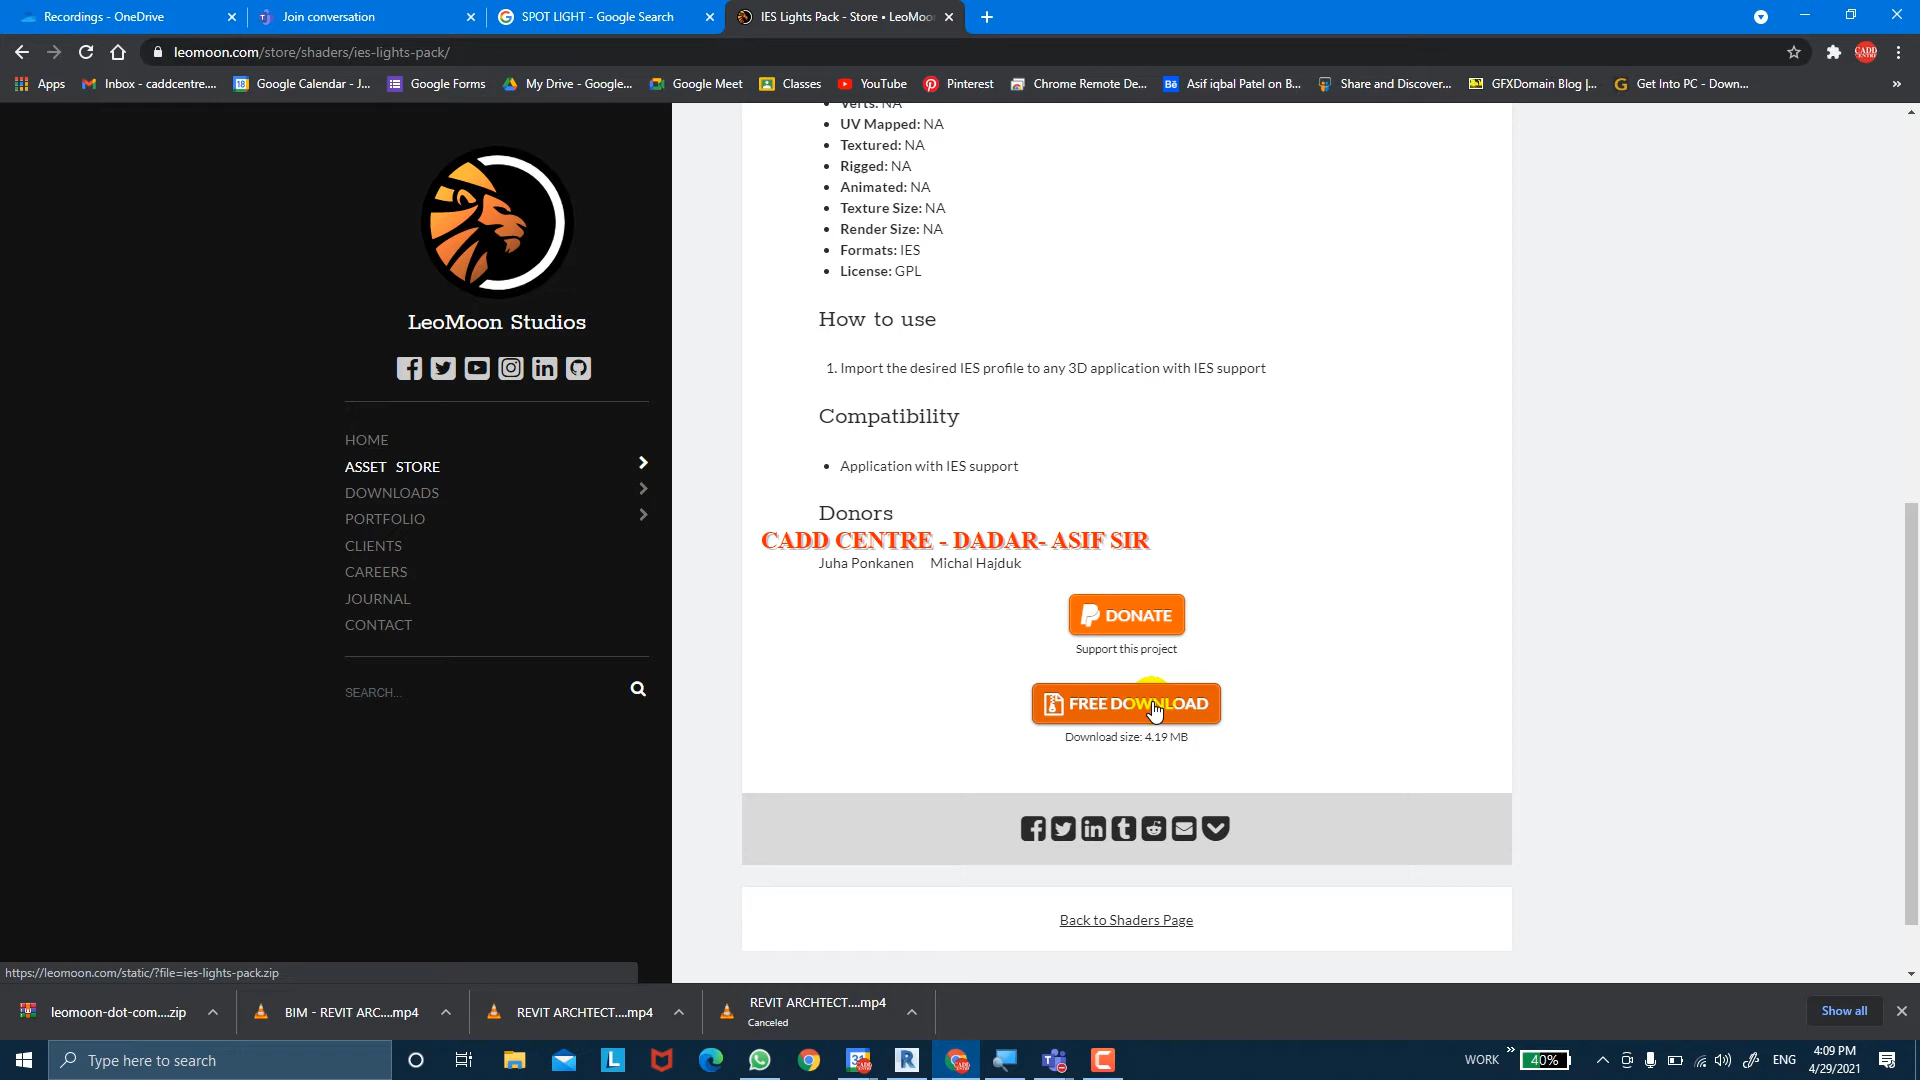 Recordings - OneDrive
Join conversation
SPOT LIGHT - Google Search
IES Lights Pack - Store • LeoMoon
leomoon.com/store/shaders/ies-lights-pack/
Apps
Inbox - caddcentre....
Google Calendar - J...
Google Forms
My Drive - Google...
Google Meet
Classes
YouTube
Pinterest
Chrome Remote De...
Asif iqbal Patel on B...
Share and Discover...
GFXDomain Blog |...
Get Into PC - Down...
LeoMoon Studios
HOME
ASSET STORE
DOWNLOADS
PORTFOLIO
CLIENTS
CAREERS
JOURNAL
CONTACT
SEARCH...
Verts: NA
UV Mapped: NA
Textured: NA
Rigged: NA
Animated: NA
Texture Size: NA
Render Size: NA
Formats: IES
License: GPL
How to use
1. Import the desired IES profile to any 3D application with IES support
Compatibility
Application with IES support
Donors
CADD CENTRE - DADAR- ASIF SIR
Juha Ponkanen Michal Hajduk
DONATE
Support this project
FREE DOWNLOAD
Download size: 4.19 MB
Back to Shaders Page
https://leomoon.com/static/?file=ies-lights-pack.zip
leomoon-dot-com....zip
BIM - REVIT ARC....mp4
REVIT ARCHTECT....mp4
REVIT ARCHTECT....mp4
Canceled
Show all
Type here to search
WORK
40%
ENG
4:09 PM
4/29/2021